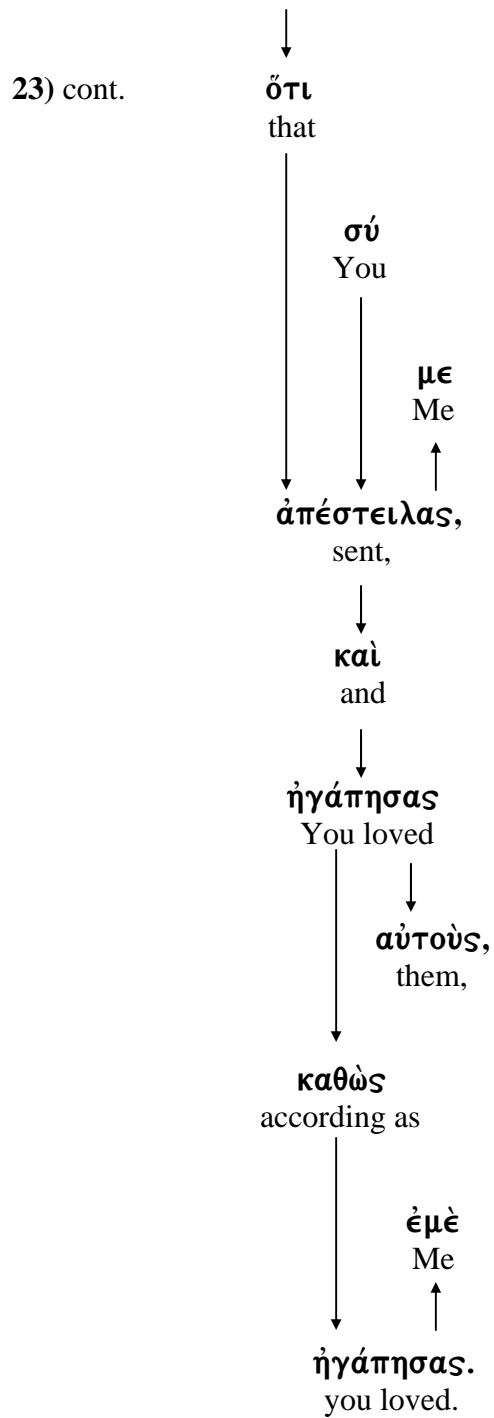 23) cont. ὅτι
that
σύ
You
με
Me
ἀπέστειλας,
sent,
καὶ
and
ἠγάπησας
You loved
αὐτοὺς,
them,
καθὼς
according as
ἐμὲ
Me
ἠγάπησας.
you loved.